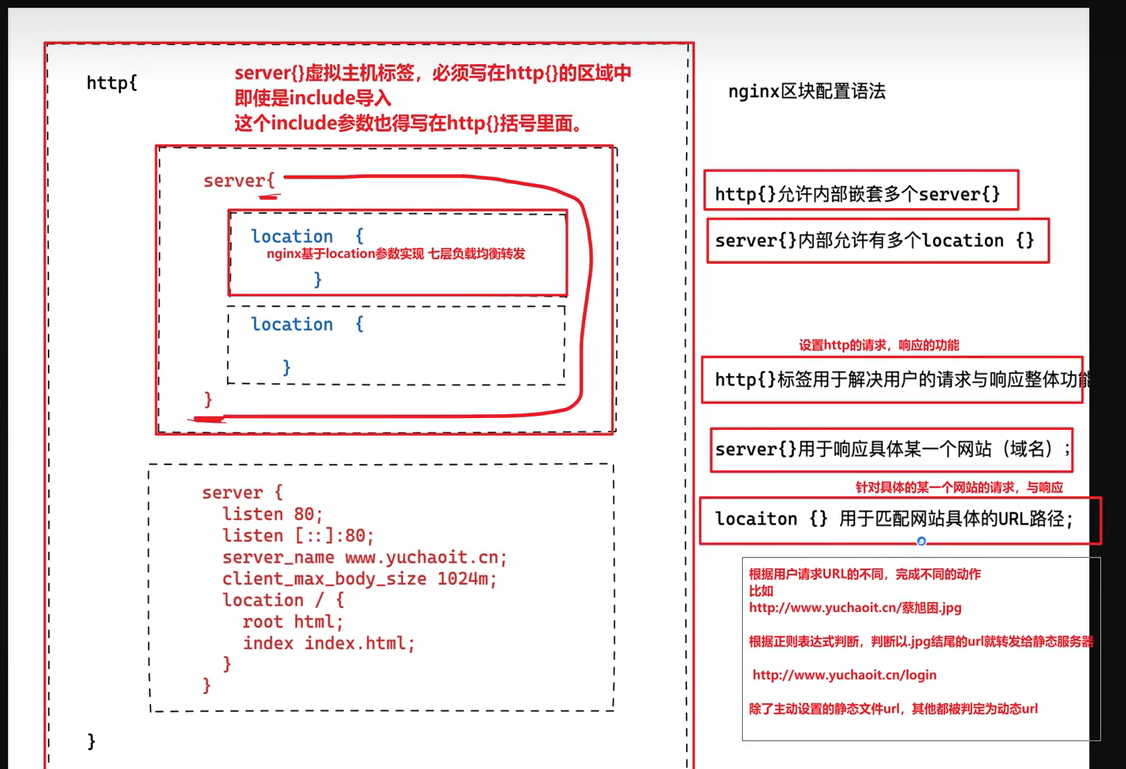 http{
server{}虚拟主机标签，必须写在http{}的区域中
即使是include导入
这个include参数也得写在http{}括号里面。
server{
location {
nginx基于location参数实现 七层负载均衡转发
}
location {
}
}
server {
listen 80;
listen [::]:80;
server_name www.yuchaoit.cn;
client_max_body_size 1024m;
location / {
root html;
index index.html;
}
}
}
nginx区块配置语法
http{}允许内部嵌套多个server{}
server{}内部允许有多个location {}
设置http的请求，响应的功能
http{}标签用于解决用户的请求与响应整体功能
server{}用于响应具体某一个网站（域名）;
针对具体的某一个网站的请求，与响应
locaiton {} 用于匹配网站具体的URL路径;
根据用户请求URL的不同，完成不同的动作
比如
http://www.yuchaoit.cn/蔡旭困.jpg
根据正则表达式判断，判断以.jpg结尾的url就转发给静态服务器
http://www.yuchaoit.cn/login
除了主动设置的静态文件url，其他都被判定为动态url